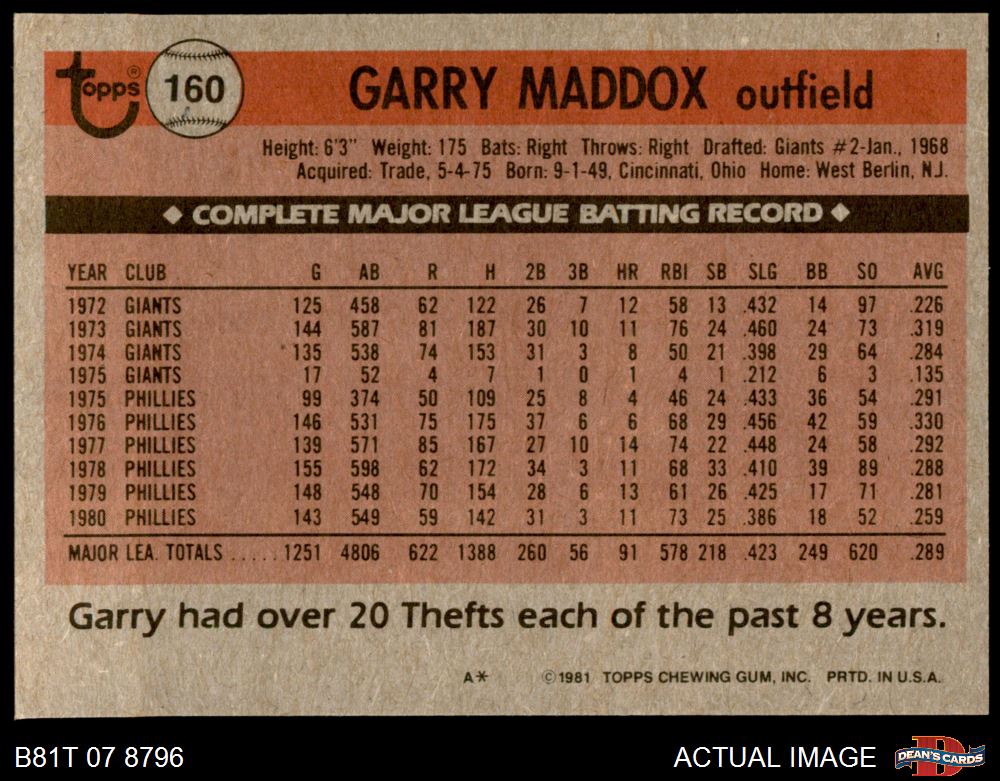 Topps® 160 GARRY MADDOX outfield
Height: 6'3" Weight: 175 Bats: Right Throws: Right Drafted: Giants #2-Jan., 1968
Acquired: Trade, 5-4-75 Born: 9-1-49, Cincinnati, Ohio Home: West Berlin, N.J.
◆ COMPLETE MAJOR LEAGUE BATTING RECORD ◆
YEAR CLUB G AB R H 2B 3B HR RBI SB SLG BB SO AVG
1972 GIANTS 125 458 62 122 26 7 12 58 13 .432 14 97 .226
1973 GIANTS 144 587 81 187 30 10 11 76 24 .460 24 73 .319
1974 GIANTS 135 538 74 153 31 3 8 50 21 .398 29 64 .284
1975 GIANTS 17 52 4 7 1 0 1 4 1 .212 6 3 .135
1975 PHILLIES 99 374 50 109 25 8 4 46 24 .433 36 54 .291
1976 PHILLIES 146 531 75 175 37 6 6 68 29 .456 42 59 .330
1977 PHILLIES 139 571 85 167 27 10 14 74 22 .448 24 58 .292
1978 PHILLIES 155 598 62 172 34 3 11 68 33 .410 39 89 .288
1979 PHILLIES 148 548 70 154 28 6 13 61 26 .425 17 71 .281
1980 PHILLIES 143 549 59 142 31 3 11 73 25 .386 18 52 .259
MAJOR LEA. TOTALS ..... 1251 4806 622 1388 260 56 91 578 218 .423 249 620 .289
Garry had over 20 Thefts each of the past 8 years.
A* ©1981 TOPPS CHEWING GUM, INC. PRTD. IN U.S.A.
B81T 07 8796 ACTUAL IMAGE DEAN'S CARDS